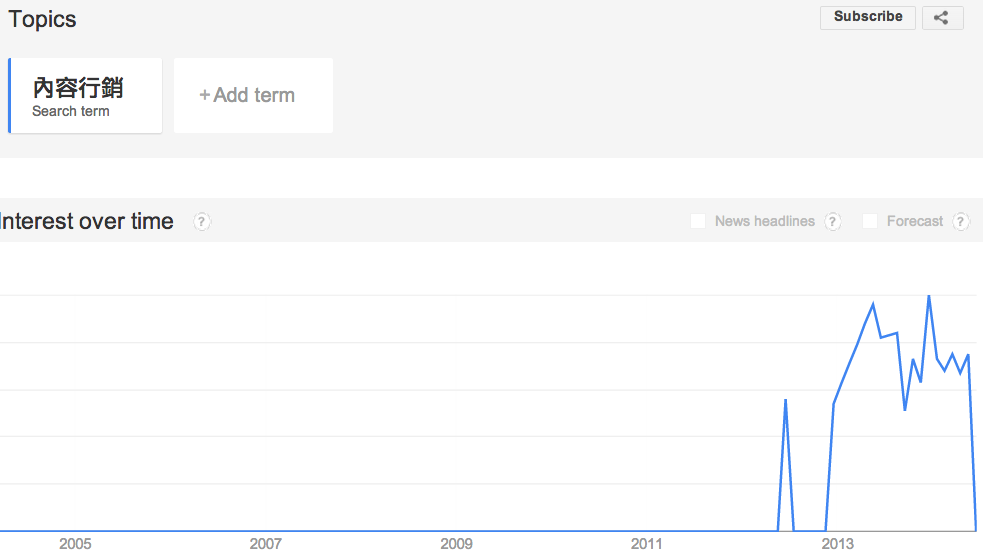 Topics
Subscribe
內容行銷
Search term
+Add term
Interest over time ?
News headlines ?
Forecast ?
2005 2007 2009 2011 2013